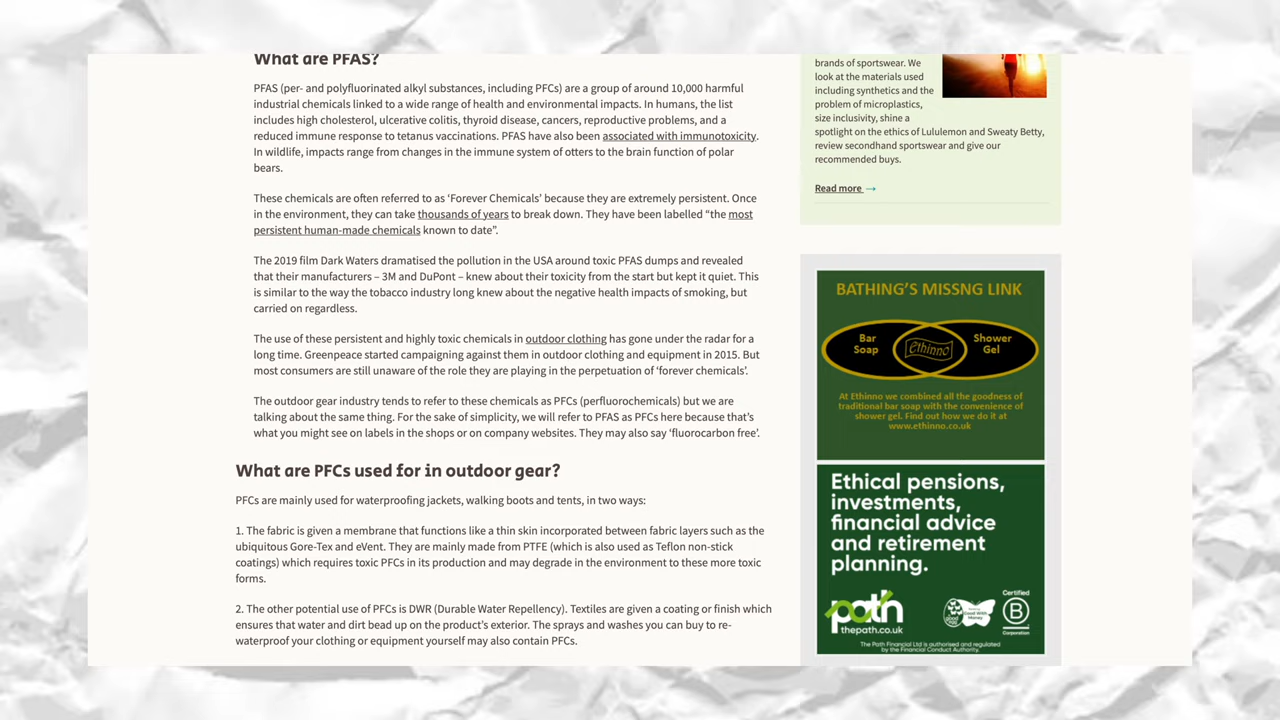 What are PFAS?
PFAS (per- and polyfluorinated alkyl substances, including PFCs) are a group of around 10,000 harmful
industrial chemicals linked to a wide range of health and environmental impacts. In humans, the list
includes high cholesterol, ulcerative colitis, thyroid disease, cancers, reproductive problems, and a
reduced immune response to tetanus vaccinations. PFAS have also been associated with immunotoxicity.
In wildlife, impacts range from changes in the immune system of otters to the brain function of polar
bears.
These chemicals are often referred to as ‘Forever Chemicals’ because they are extremely persistent. Once
in the environment, they can take thousands of years to break down. They have been labelled “the most
persistent human-made chemicals known to date”.
The 2019 film Dark Waters dramatised the pollution in the USA around toxic PFAS dumps and revealed
that their manufacturers – 3M and DuPont – knew about their toxicity from the start but kept it quiet. This
is similar to the way the tobacco industry long knew about the negative health impacts of smoking, but
carried on regardless.
The use of these persistent and highly toxic chemicals in outdoor clothing has gone under the radar for a
long time. Greenpeace started campaigning against them in outdoor clothing and equipment in 2015. But
most consumers are still unaware of the role they are playing in the perpetuation of ‘forever chemicals’.
The outdoor gear industry tends to refer to these chemicals as PFCs (perfluorochemicals) but we are
talking about the same thing. For the sake of simplicity, we will refer to PFAS as PFCs here because that’s
what you might see on labels in the shops or on company websites. They may also say ‘fluorocarbon free’.
What are PFCs used for in outdoor gear?
PFCs are mainly used for waterproofing jackets, walking boots and tents, in two ways:
1. The fabric is given a membrane that functions like a thin skin incorporated between fabric layers such as the
ubiquitous Gore-Tex and eVent. They are mainly made from PTFE (which is also used as Teflon non-stick
coatings) which requires toxic PFCs in its production and may degrade in the environment to these more toxic
forms.
2. The other potential use of PFCs is DWR (Durable Water Repellency). Textiles are given a coating or finish which
ensures that water and dirt bead up on the product’s exterior. The sprays and washes you can buy to re-
waterproof your clothing or equipment yourself may also contain PFCs.
brands of sportswear. We
look at the materials used
including synthetics and the
problem of microplastics,
size inclusivity, shine a
spotlight on the ethics of Lululemon and Sweaty Betty,
review secondhand sportswear and give our
recommended buys.
Read more →
BATHING'S MISSNG LINK
Bar
Soap
Ethinno
Shower
Gel
At Ethinno we combined all the goodness of
traditional bar soap with the convenience of
shower gel. Find out how we do it at
www.ethinno.co.uk
Ethical pensions,
investments,
financial advice
and retirement
planning.
path
thepath.co.uk
Good With
Money
Certified
B
Corporation
The Path Financial Ltd is authorised and regulated
by the Financial Conduct Authority.